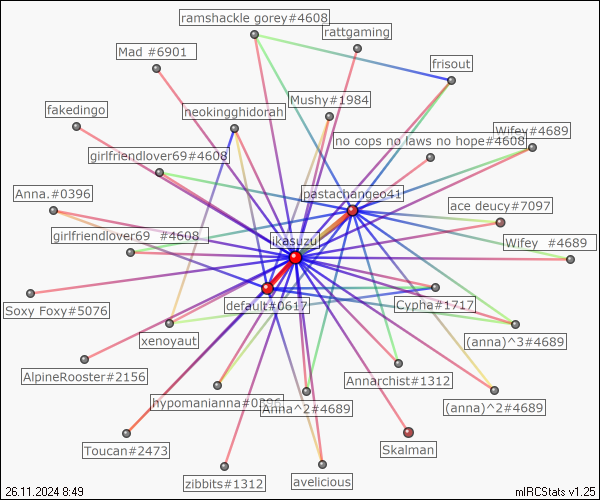 ramshackle gorey#4608
rattgaming
Mad #6901
frisout
fakedingo
neokingghidorah
Mushy#1984
no cops no laws no hope#4608
Wifey#4689
girlfriendlover69#4608
Anna.#0396
pastachangeo41
ace deucy#7097
girlfriendlover69 #4608
ikasuzu
Wifey #4689
Soxy Foxy#5076
default#0617
Cypha#1717
xenoyaut
(anna)^3#4689
AlpineRooster#2156
Annarchist#1312
hypomanianna#0396
Anna^2#4689
(anna)^2#4689
Toucan#2473
Skalman
zibbits#1312
avelicious
26.11.2024 8:49
mIRCStats v1.25